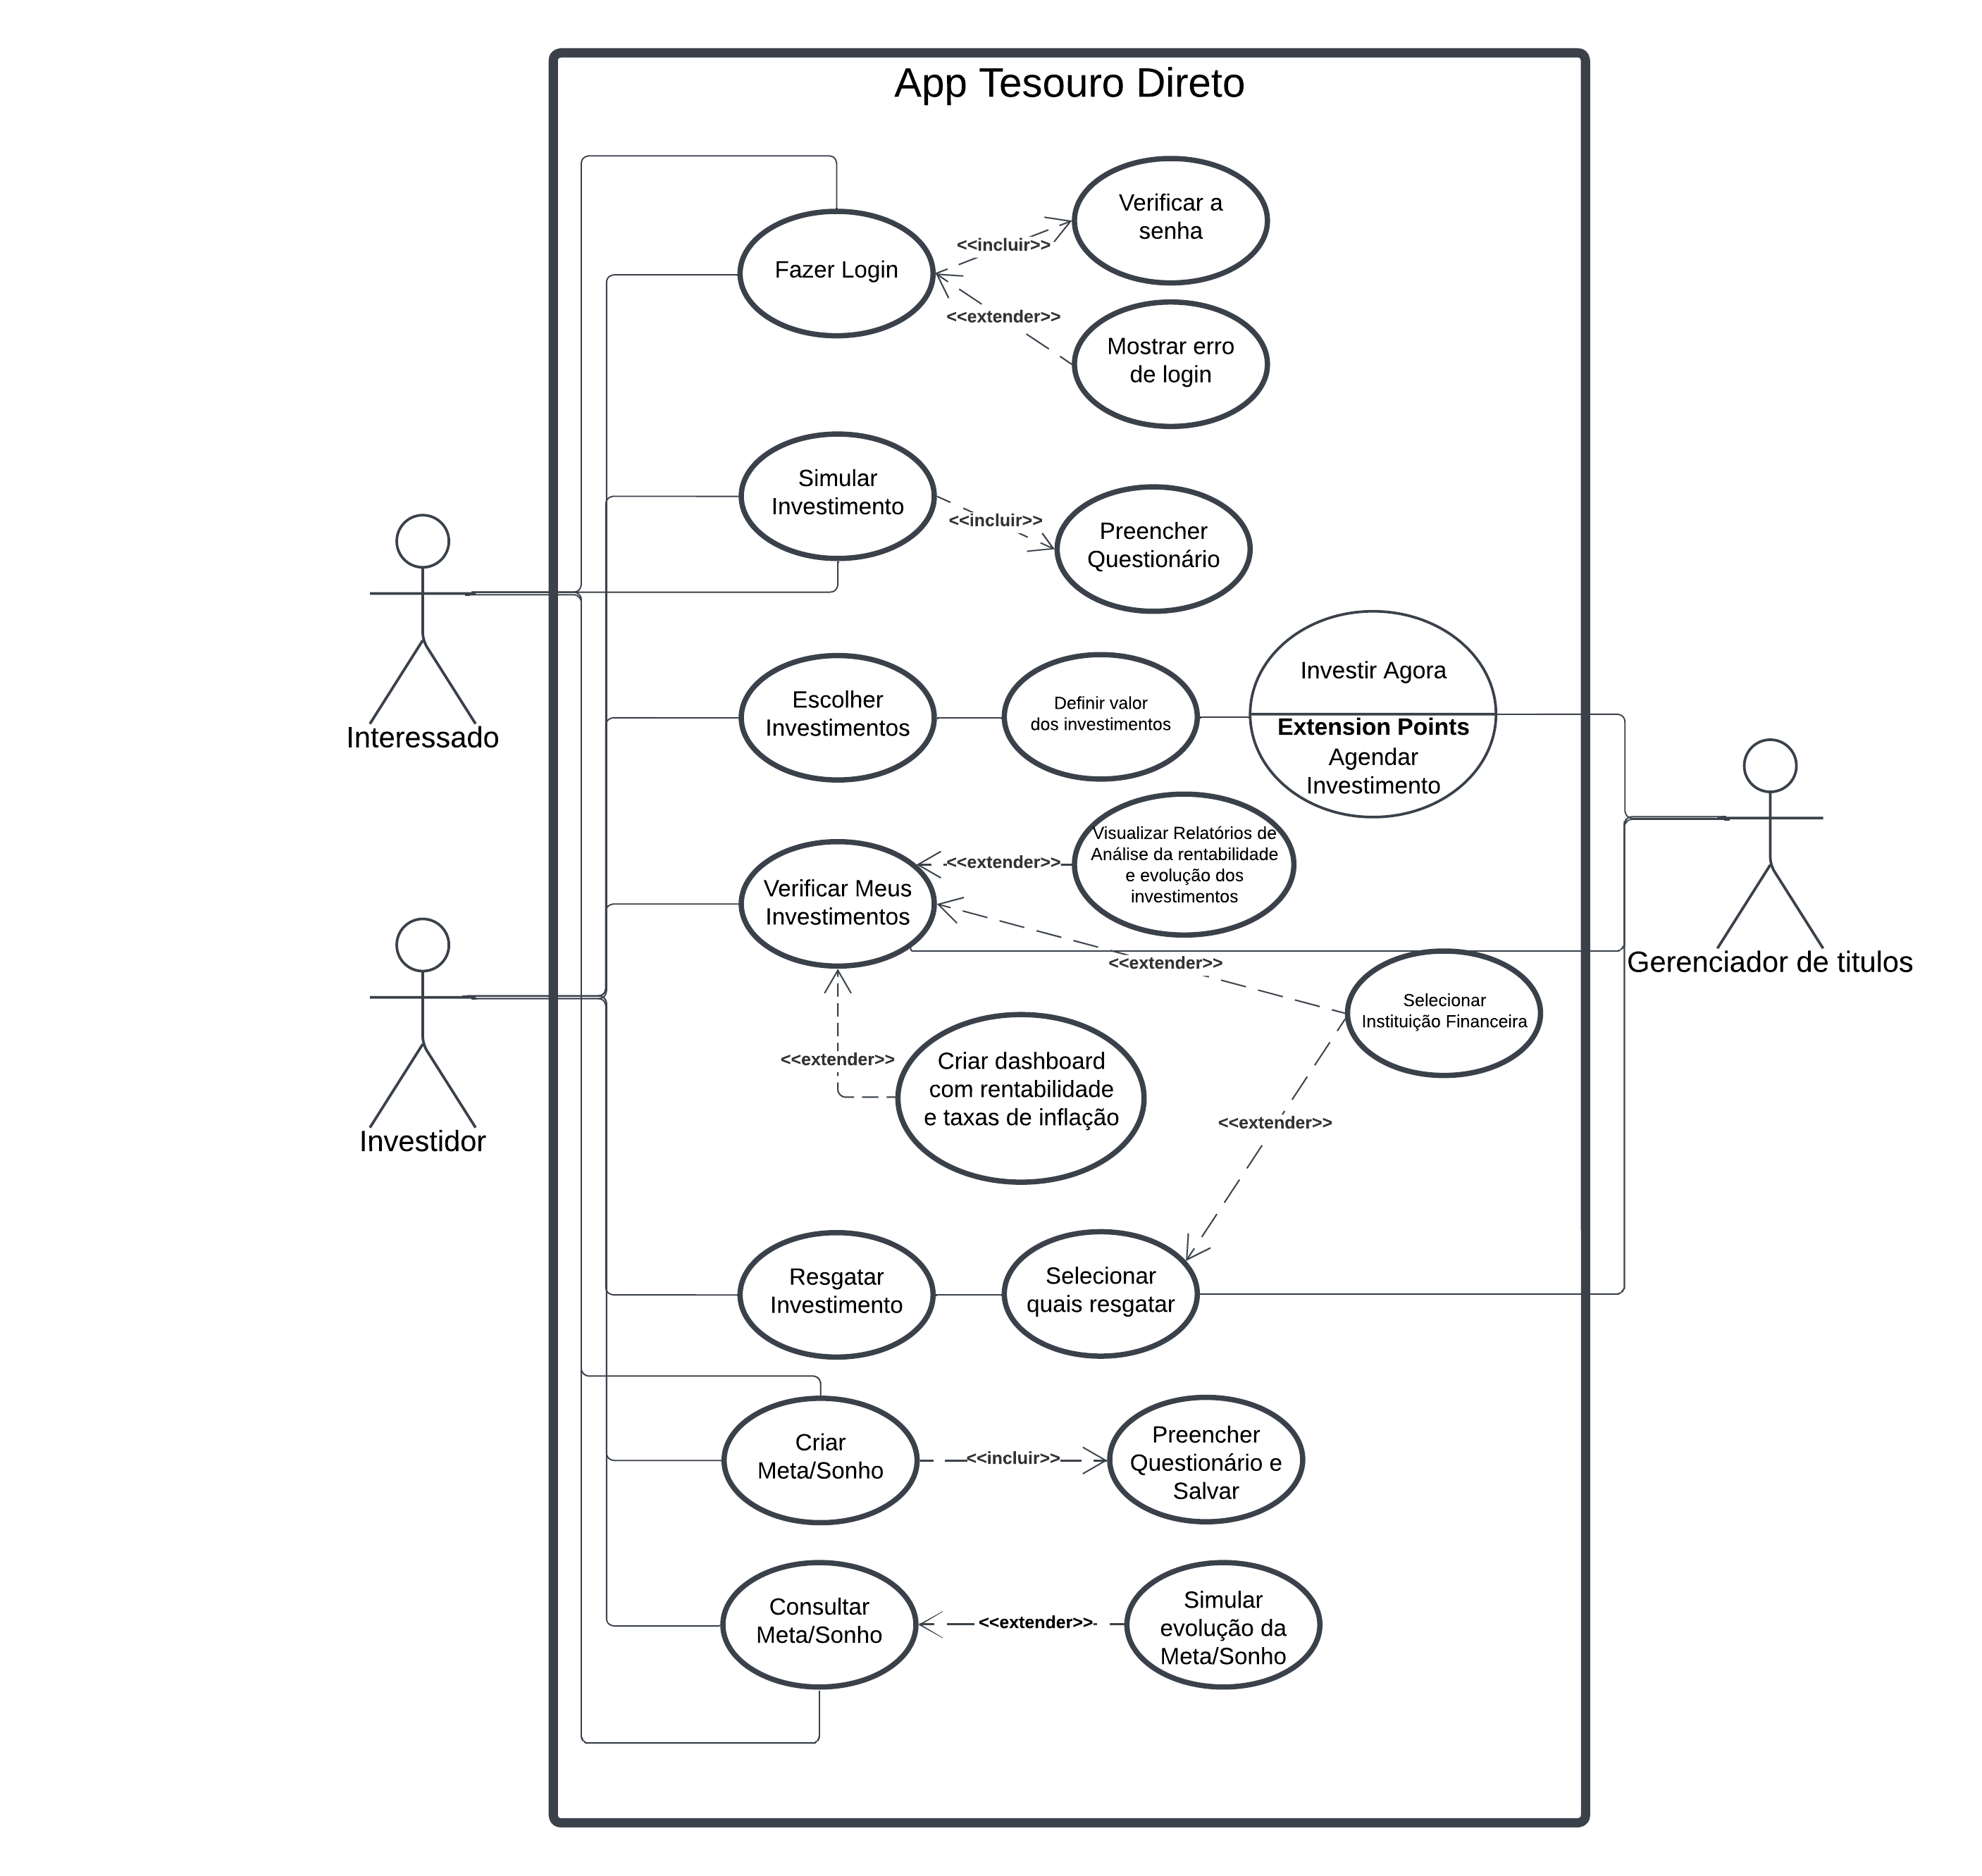 App Tesouro Direto
Verificar a
senha
<<incluir>>
Fazer Login
<<extender>>
Mostrar erro
de login
Simular
Investimento
<<incluir>>
Preencher
Questionário
Interessado
Escolher
Investimentos
Definir valor
dos investimentos
Investir Agora
Extension Points
Agendar
Investimento
Verificar Meus
Investimentos
<<extender>>
Visualizar Relatórios de
Análise da rentabilidade
e evolução dos
investimentos
Gerenciador de titulos
<<extender>>
Selecionar
Instituição Financeira
<<extender>>
Criar dashboard
com rentabilidade
e taxas de inflação
<<extender>>
Investidor
Resgatar
Investimento
Selecionar
quais resgatar
Criar
Meta/Sonho
<<incluir>>
Preencher
Questionário e
Salvar
Consultar
Meta/Sonho
<<extender>>
Simular
evolução da
Meta/Sonho